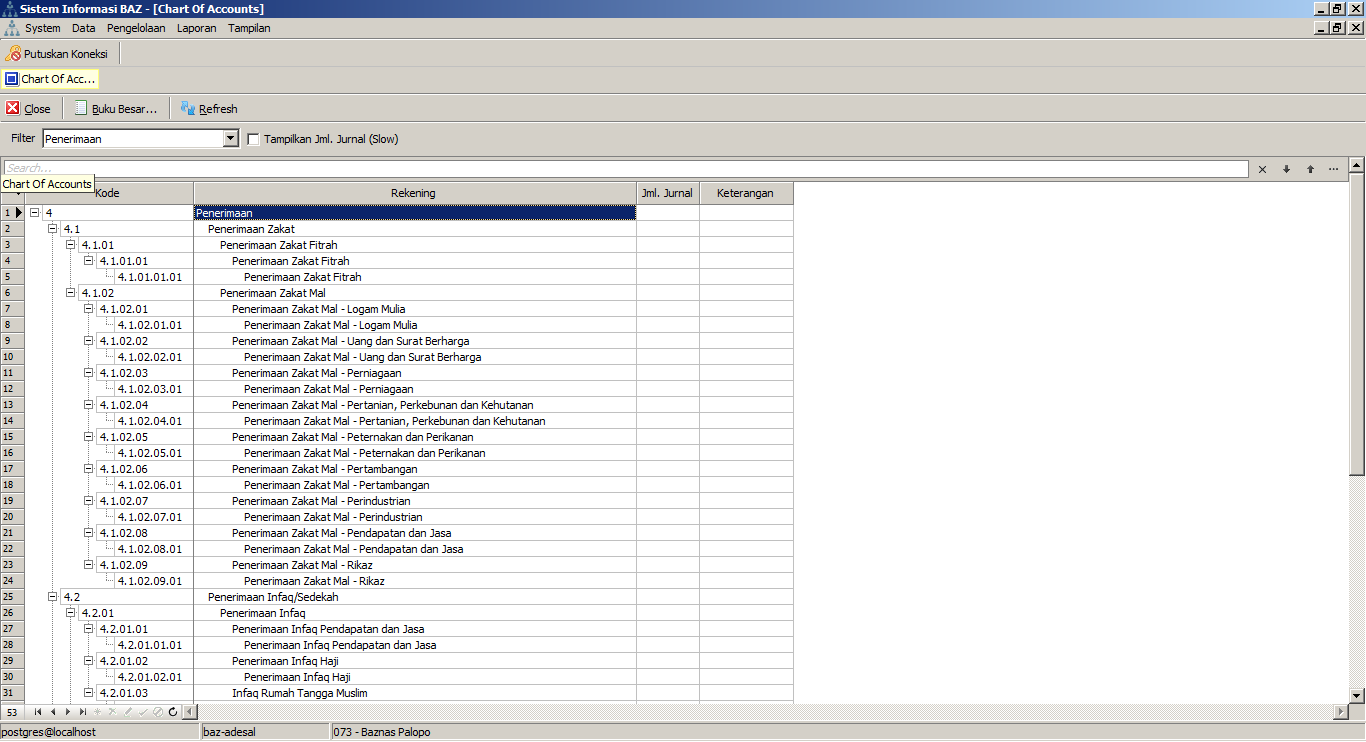 Sistem Informasi BAZ - [Chart Of Accounts]
System Data Pengelolaan Laporan Tampilan
Putuskan Koneksi
Chart Of Acc...
Close Buku Besar... Refresh
Filter Penerimaan Tampilkan Jml. Jurnal (Slow)
Search...
Chart Of Accounts
Kode Rekening Jml. Jurnal Keterangan
1 4 Penerimaan
2 4.1 Penerimaan Zakat
3 4.1.01 Penerimaan Zakat Fitrah
4 4.1.01.01 Penerimaan Zakat Fitrah
5 4.1.01.01.01 Penerimaan Zakat Fitrah
6 4.1.02 Penerimaan Zakat Mal
7 4.1.02.01 Penerimaan Zakat Mal - Logam Mulia
8 4.1.02.01.01 Penerimaan Zakat Mal - Logam Mulia
9 4.1.02.02 Penerimaan Zakat Mal - Uang dan Surat Berharga
10 4.1.02.02.01 Penerimaan Zakat Mal - Uang dan Surat Berharga
11 4.1.02.03 Penerimaan Zakat Mal - Perniagaan
12 4.1.02.03.01 Penerimaan Zakat Mal - Perniagaan
13 4.1.02.04 Penerimaan Zakat Mal - Pertanian, Perkebunan dan Kehutanan
14 4.1.02.04.01 Penerimaan Zakat Mal - Pertanian, Perkebunan dan Kehutanan
15 4.1.02.05 Penerimaan Zakat Mal - Peternakan dan Perikanan
16 4.1.02.05.01 Penerimaan Zakat Mal - Peternakan dan Perikanan
17 4.1.02.06 Penerimaan Zakat Mal - Pertambangan
18 4.1.02.06.01 Penerimaan Zakat Mal - Pertambangan
19 4.1.02.07 Penerimaan Zakat Mal - Perindustrian
20 4.1.02.07.01 Penerimaan Zakat Mal - Perindustrian
21 4.1.02.08 Penerimaan Zakat Mal - Pendapatan dan Jasa
22 4.1.02.08.01 Penerimaan Zakat Mal - Pendapatan dan Jasa
23 4.1.02.09 Penerimaan Zakat Mal - Rikaz
24 4.1.02.09.01 Penerimaan Zakat Mal - Rikaz
25 4.2 Penerimaan Infaq/Sedekah
26 4.2.01 Penerimaan Infaq
27 4.2.01.01 Penerimaan Infaq Pendapatan dan Jasa
28 4.2.01.01.01 Penerimaan Infaq Pendapatan dan Jasa
29 4.2.01.02 Penerimaan Infaq Haji
30 4.2.01.02.01 Penerimaan Infaq Haji
31 4.2.01.03 Infaq Rumah Tangga Muslim
53
postgres@localhost baz-adesal 073 - Baznas Palopo